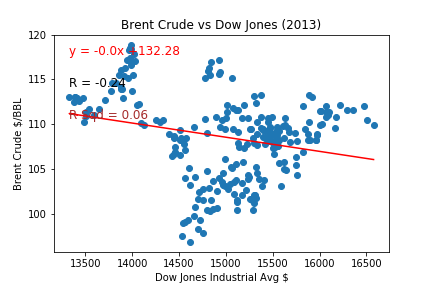 Brent Crude vs Dow Jones (2013)
120
y = -0.0x + 132.28
115
R = -0.24
110
R sqd = 0.06
105
100
Brent Crude $/BBL
13500 14000 14500 15000 15500 16000 16500
Dow Jones Industrial Avg $